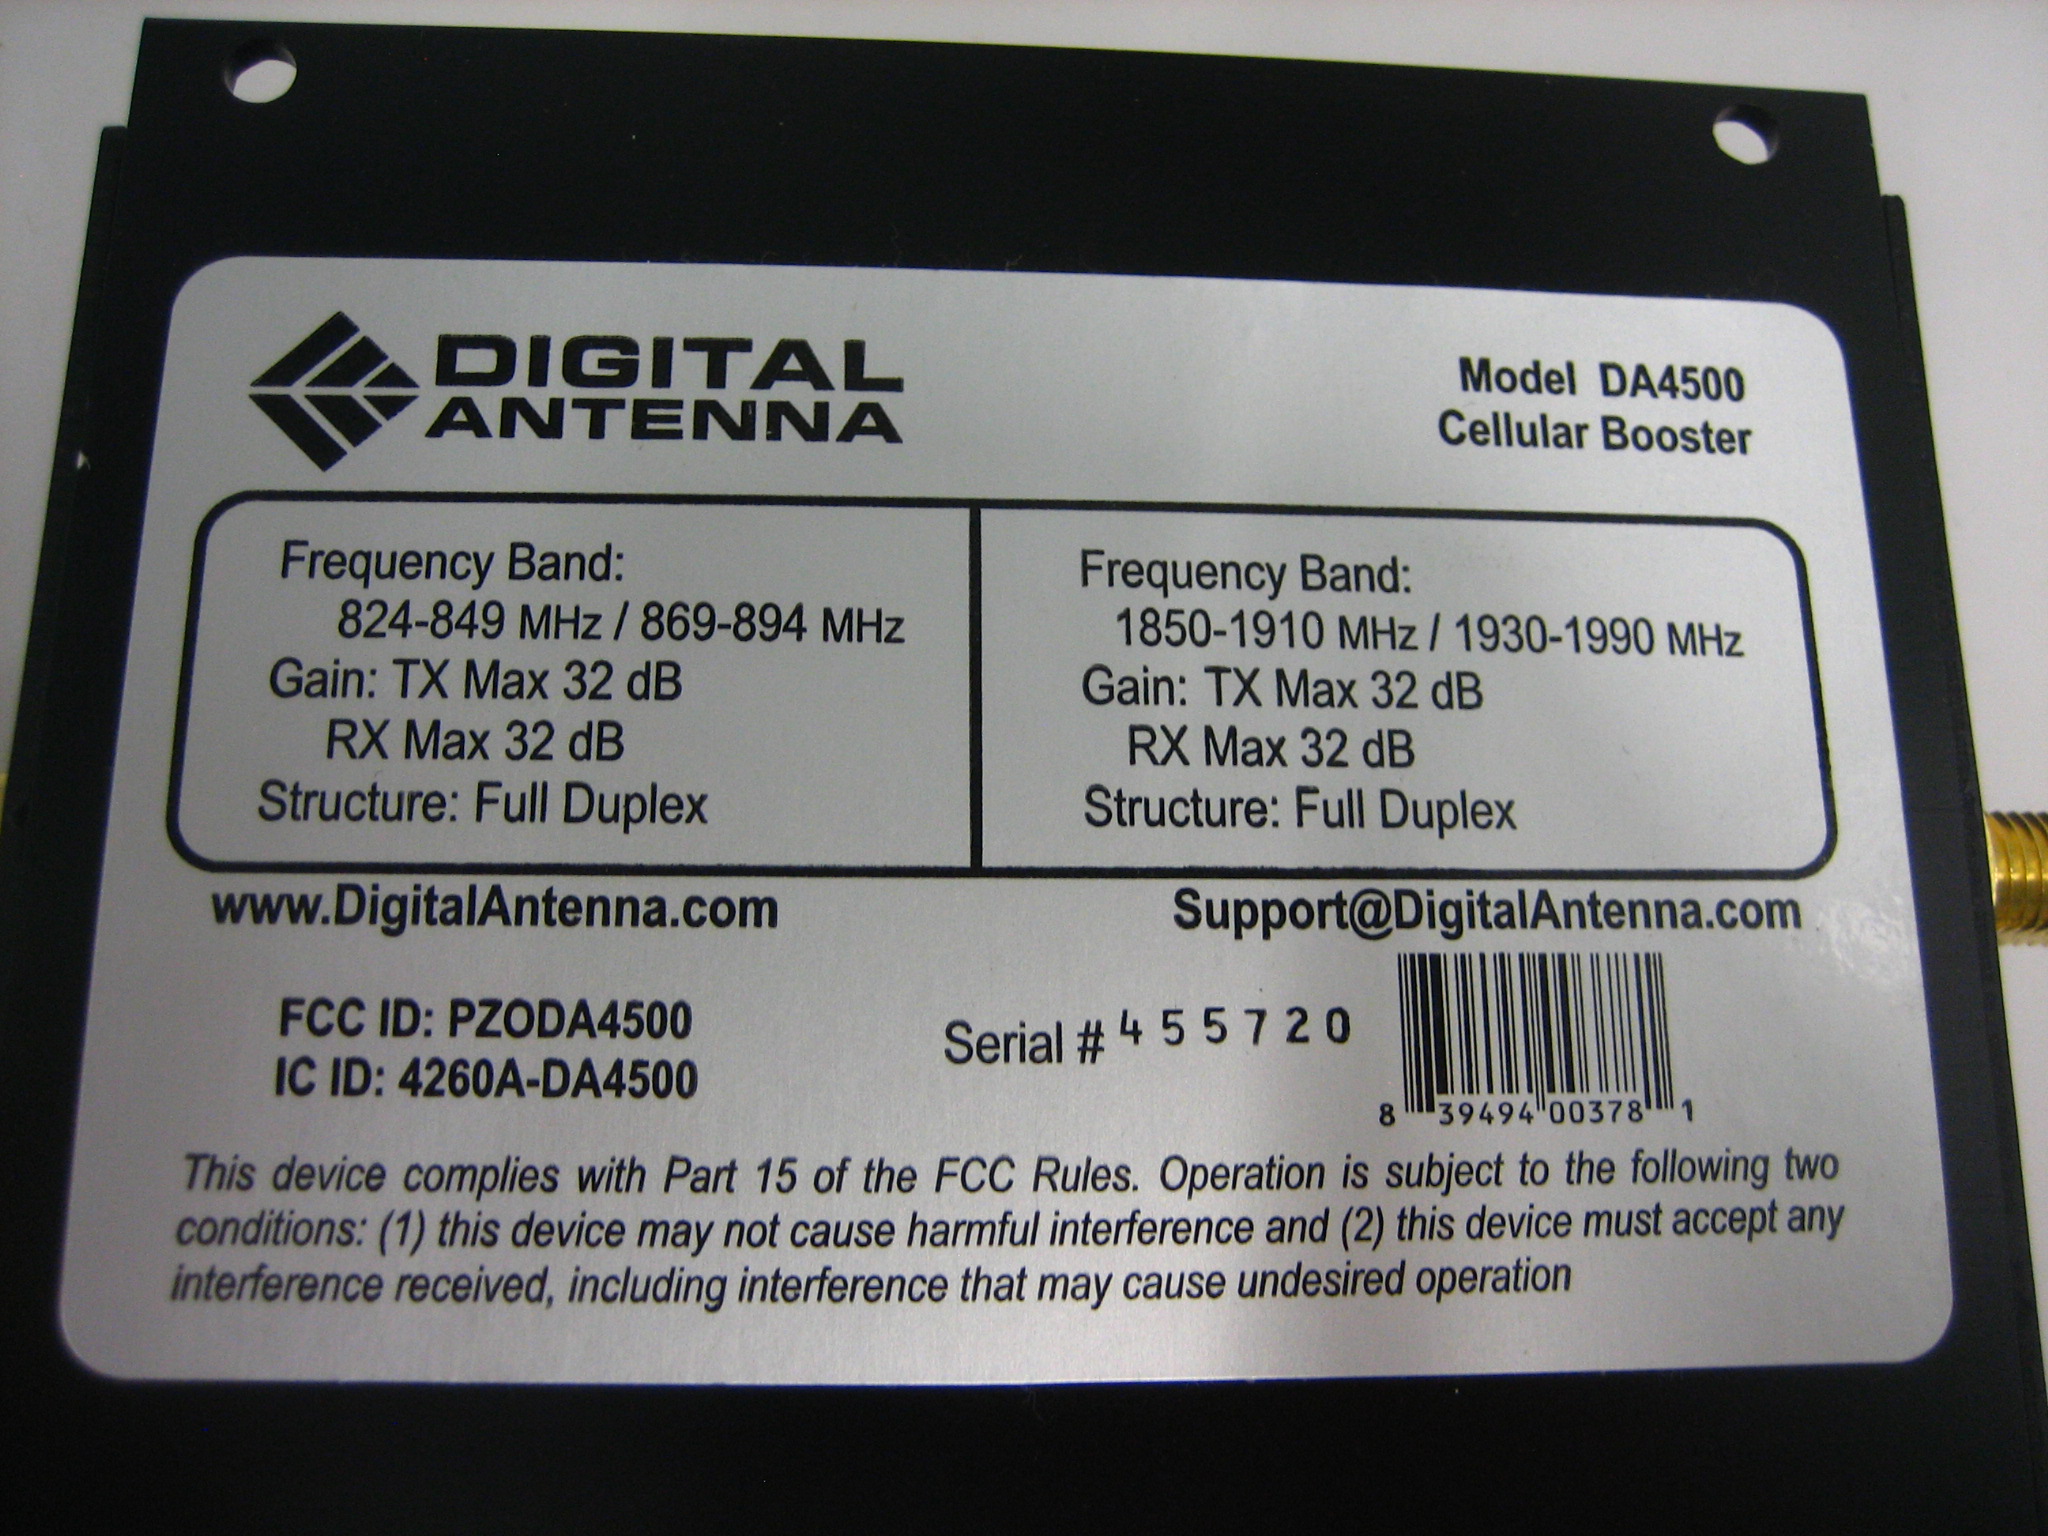 DIGITAL
ANTENNA
Model DA4500
Cellular Booster
Frequency Band:
824-849 MHz / 869-894 MHz
Gain: TX Max 32 dB
RX Max 32 dB
Structure: Full Duplex
Frequency Band:
1850-1910 MHz / 1930-1990 MHz
Gain: TX Max 32 dB
RX Max 32 dB
Structure: Full Duplex
www.DigitalAntenna.com
Support@DigitalAntenna.com
FCC ID: PZODA4500
IC ID: 4260A-DA4500
Serial # 455720
8 39494 00378 1
This device complies with Part 15 of the FCC Rules. Operation is subject to the following two
conditions: (1) this device may not cause harmful interference and (2) this device must accept any
interference received, including interference that may cause undesired operation